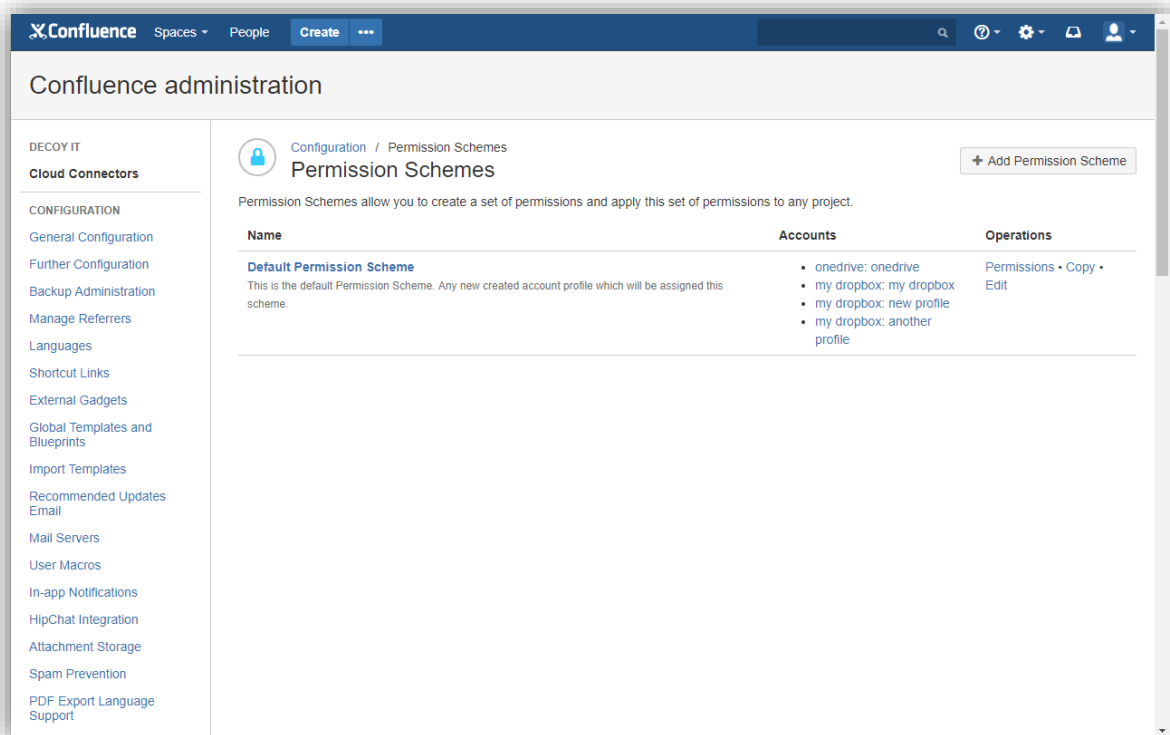 Confluence Spaces People Create
Confluence administration
DECOY IT
Cloud Connectors
CONFIGURATION
General Configuration
Further Configuration
Backup Administration
Manage Referrers
Languages
Shortcut Links
External Gadgets
Global Templates and
Blueprints
Import Templates
Recommended Updates
Email
Mail Servers
User Macros
In-app Notifications
HipChat Integration
Attachment Storage
Spam Prevention
PDF Export Language
Support
Configuration / Permission Schemes
Permission Schemes
+ Add Permission Scheme
Permission Schemes allow you to create a set of permissions and apply this set of permissions to any project.
Name Accounts Operations
Default Permission Scheme
This is the default Permission Scheme. Any new created account profile which will be assigned this
scheme.
• onedrive: onedrive
• my dropbox: my dropbox
• my dropbox: new profile
• my dropbox: another
profile
Permissions • Copy •
Edit